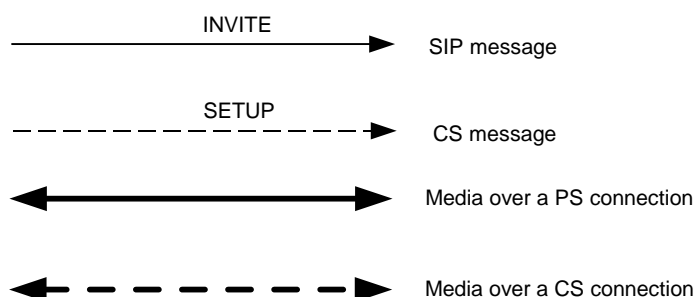 INVITE
SIP message
SETUP
CS message
Media over a PS connection
Media over a CS connection